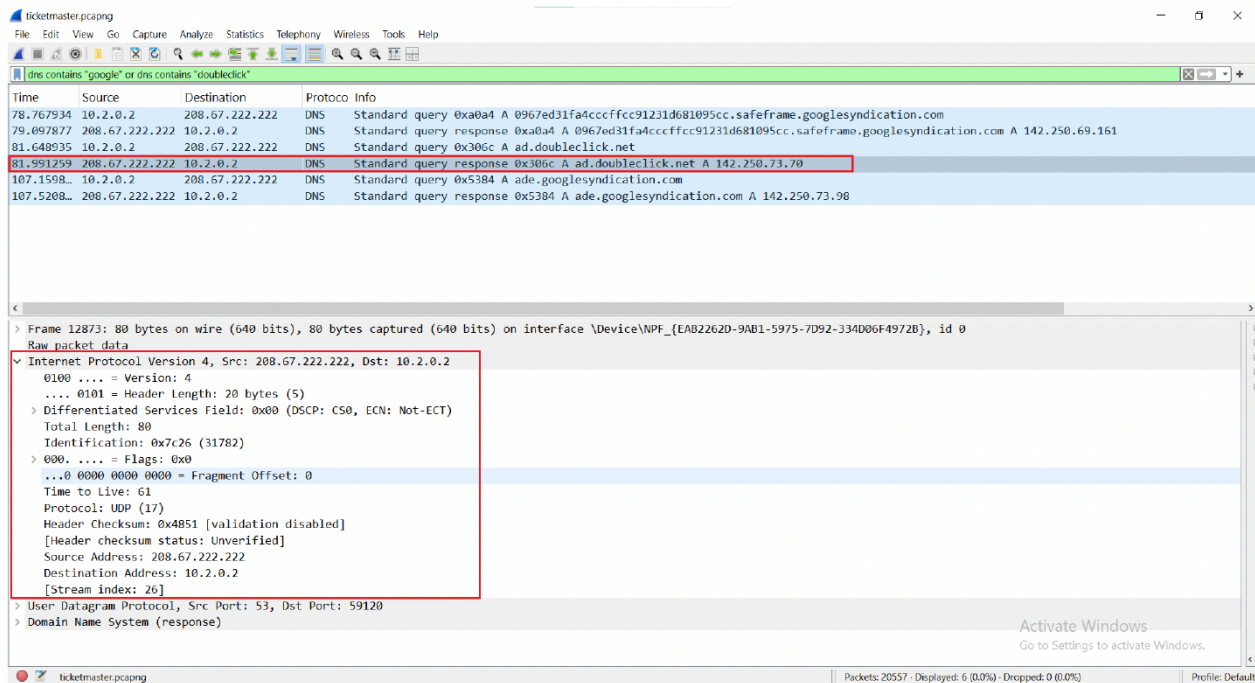 ticketmaster.pcapng
File Edit View Go Capture Analyze Statistics Telephony Wireless Tools Help
dns contains "google" or dns contains "doubleclick"
Time Source Destination Protoco Info
78.767934 10.2.0.2 208.67.222.222 DNS Standard query 0xa0a4 A 0967ed31fa4cccffcc91231d681095cc.safeframe.googlesyndication.com
79.097877 208.67.222.222 10.2.0.2 DNS Standard query response 0xa0a4 A 0967ed31fa4cccffcc91231d681095cc.safeframe.googlesyndication.com A 142.250.69.161
81.648935 10.2.0.2 208.67.222.222 DNS Standard query 0x306c A ad.doubleclick.net
81.991259 208.67.222.222 10.2.0.2 DNS Standard query response 0x306c A ad.doubleclick.net A 142.250.73.70
107.1598… 10.2.0.2 208.67.222.222 DNS Standard query 0x5384 A ade.googlesyndication.com
107.5208… 208.67.222.222 10.2.0.2 DNS Standard query response 0x5384 A ade.googlesyndication.com A 142.250.73.98
Frame 12873: 80 bytes on wire (640 bits), 80 bytes captured (640 bits) on interface \Device\NPF_{EAB2262D-9AB1-5975-7D92-334D06F4972B}, id 0
Raw packet data
Internet Protocol Version 4, Src: 208.67.222.222, Dst: 10.2.0.2
0100 .... = Version: 4
.... 0101 = Header Length: 20 bytes (5)
Differentiated Services Field: 0x00 (DSCP: CS0, ECN: Not-ECT)
Total Length: 80
Identification: 0x7c26 (31782)
000. .... = Flags: 0x0
...0 0000 0000 0000 = Fragment Offset: 0
Time to Live: 61
Protocol: UDP (17)
Header Checksum: 0x4851 [validation disabled]
[Header checksum status: Unverified]
Source Address: 208.67.222.222
Destination Address: 10.2.0.2
[Stream index: 26]
User Datagram Protocol, Src Port: 53, Dst Port: 59120
Domain Name System (response)
Activate Windows
Go to Settings to activate Windows.
ticketmaster.pcapng Packets: 20557 · Displayed: 6 (0.0%) · Dropped: 0 (0.0%) Profile: Default